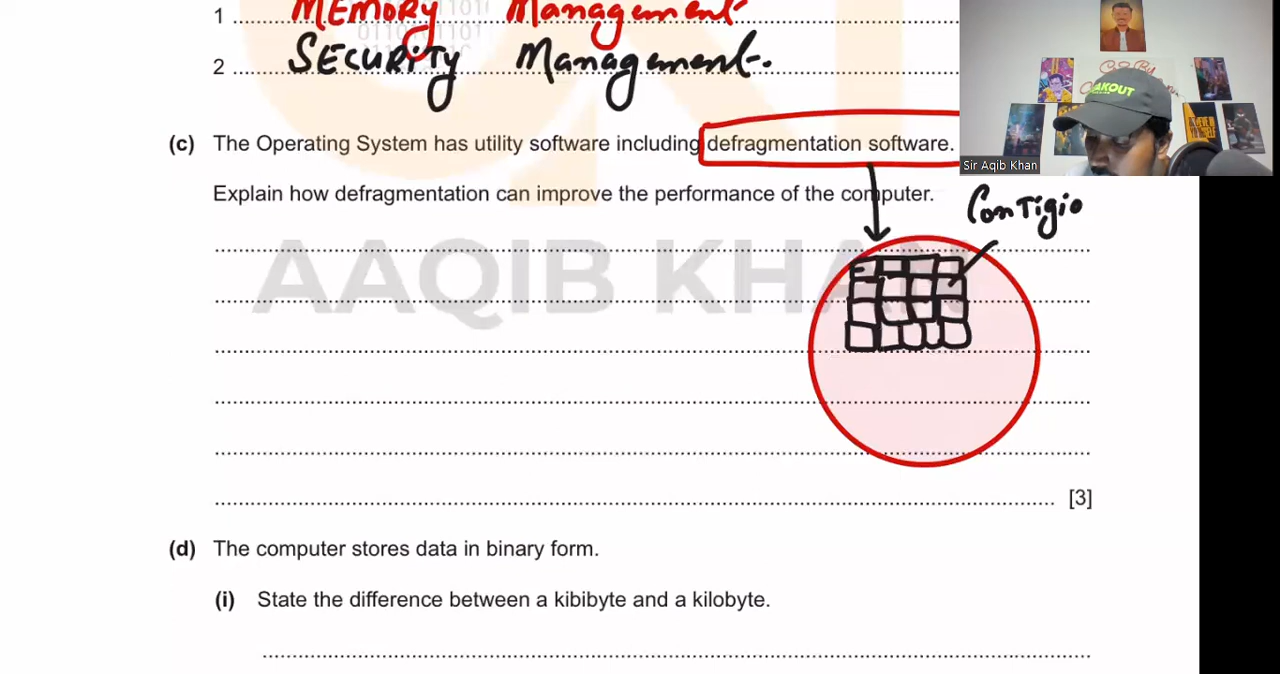 1 MEMORY Management
2 SECURITY Management.
(c) The Operating System has utility software including defragmentation software.
Sir Aqib Khan
Explain how defragmentation can improve the performance of the computer.
ConTigio
AAQIB KHAN
[3]
(d) The computer stores data in binary form.
(i) State the difference between a kibibyte and a kilobyte.